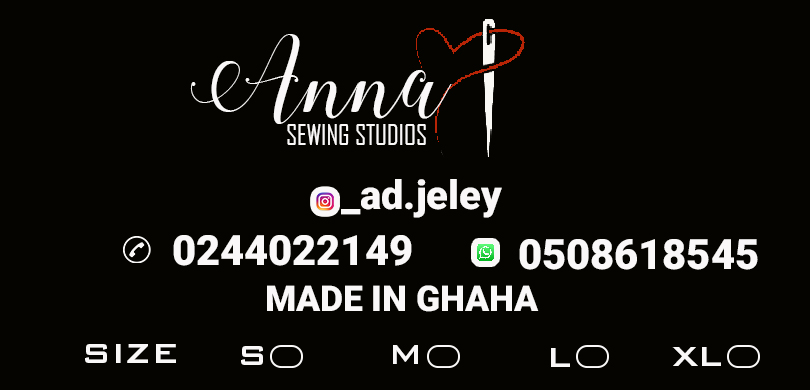 Anna
SEWING STUDIOS
_ad.jeley
0244022149 0508618545
MADE IN GHAHA
SIZE S M L XL